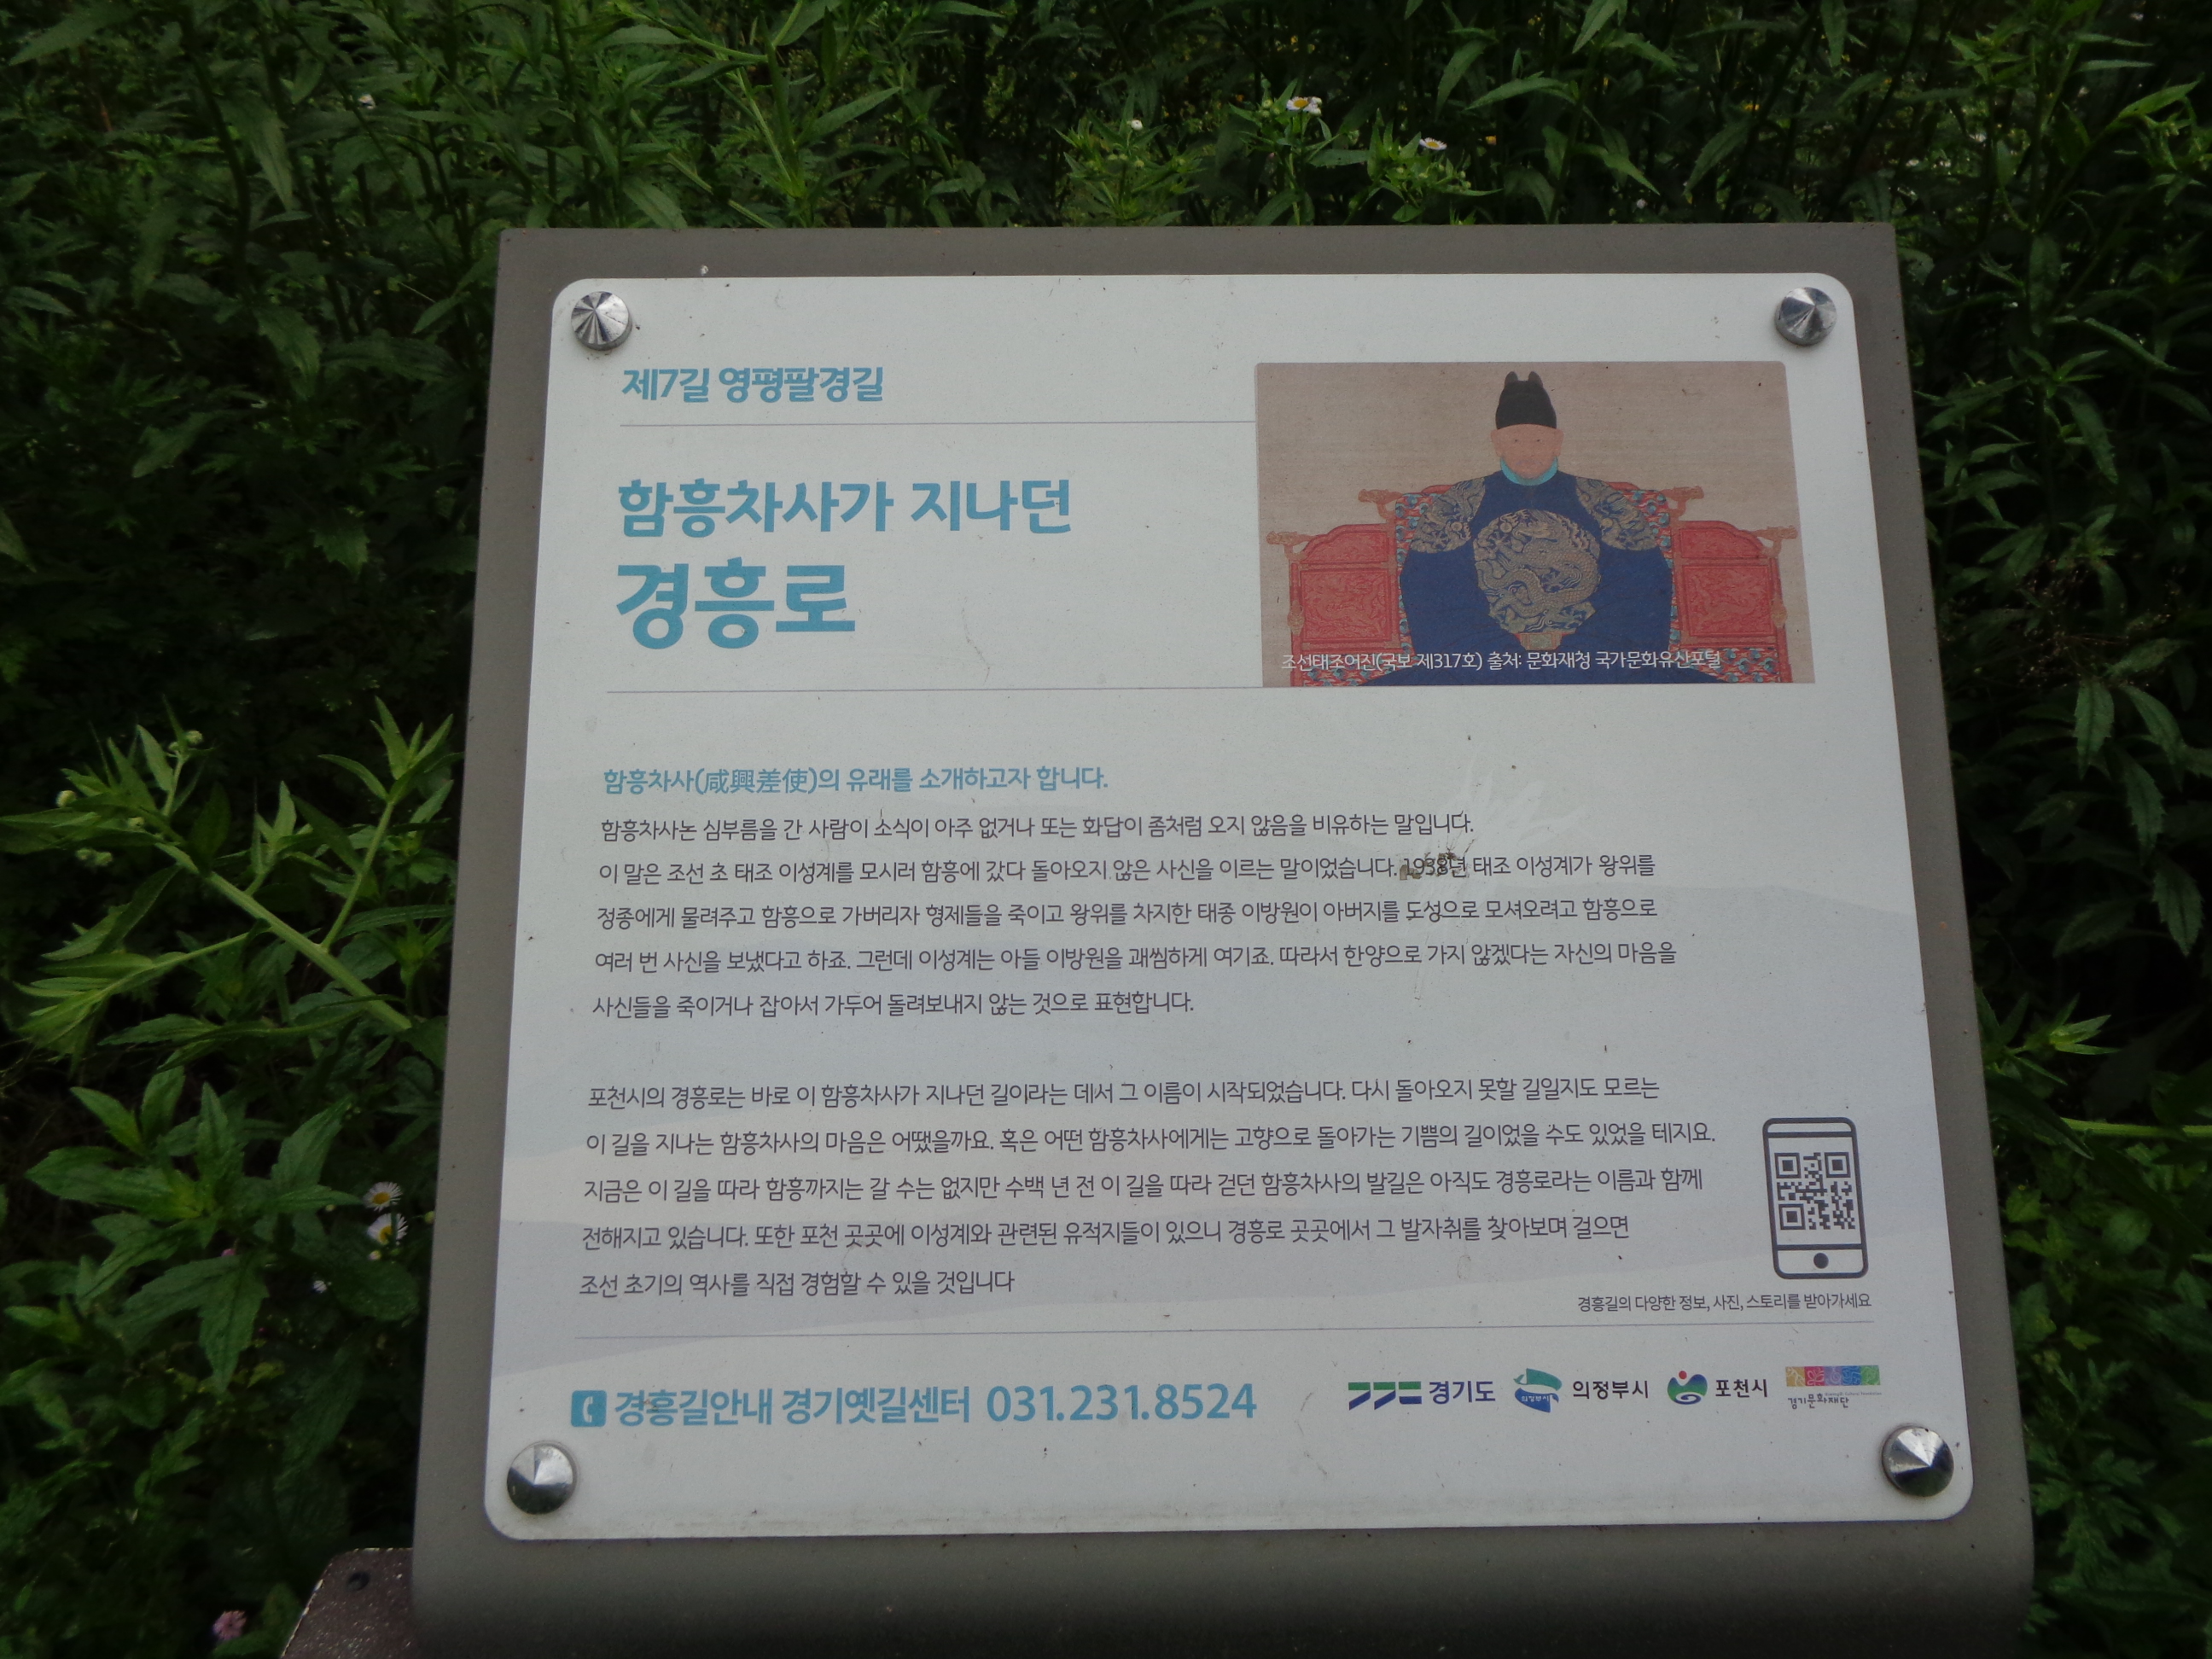 제7길 영평팔경길
함흥차사가 지나던
경흥로
조선태조어진(국보 제317호) 출처: 문화재청 국가문화유산포털
함흥차사(咸興差使)의 유래를 소개하고자 합니다.
함흥차사는 심부름을 간 사람이 소식이 아주 없거나 또는 회답이 좀처럼 오지 않음을 비유하는 말입니다.
이 말은 조선 초 태조 이성계를 모시러 함흥에 갔다 돌아오지 않은 사신을 이르는 말이었습니다. 1938년 태조 이성계가 왕위를
정종에게 물려주고 함흥으로 가버리자 형제들을 죽이고 왕위를 차지한 태종 이방원이 아버지를 도성으로 모셔오려고 함흥으로
여러 번 사신을 보냈다고 하죠. 그런데 이성계는 아들 이방원을 괘씸하게 여기죠. 따라서 한양으로 가지 않겠다는 자신의 마음을
사신들을 죽이거나 잡아서 가두어 돌려보내지 않는 것으로 표현합니다.
포천시의 경흥로는 바로 이 함흥차사가 지나던 길이라는 데서 그 이름이 시작되었습니다. 다시 돌아오지 못할 길일지도 모르는
이 길을 지나는 함흥차사의 마음은 어땠을까요. 혹은 어떤 함흥차사에게는 고향으로 돌아가는 기쁨의 길이었을 수도 있었을 테지요.
지금은 이 길을 따라 함흥까지는 갈 수는 없지만 수백 년 전 이 길을 따라 걷던 함흥차사의 발길은 아직도 경흥로라는 이름과 함께
전해지고 있습니다. 또한 포천 곳곳에 이성계와 관련된 유적지들이 있으니 경흥로 곳곳에서 그 발자취를 찾아보며 걸으면
조선 초기의 역사를 직접 경험할 수 있을 것입니다
경흥길의 다양한 정보, 사진, 스토리를 받아가세요
경흥길안내 경기옛길센터 031.231.8524
경기도 의정부시 의정부시 포천시 경기문화재단